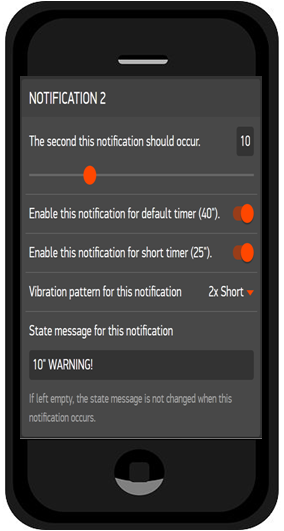 NOTIFICATION 2
The second this notification should occur. 10
Enable this notification for default timer (40").
Enable this notification for short timer (25").
Vibration pattern for this notification 2x Short
State message for this notification
10" WARNING!
If left empty, the state message is not changed when this
notification occurs.